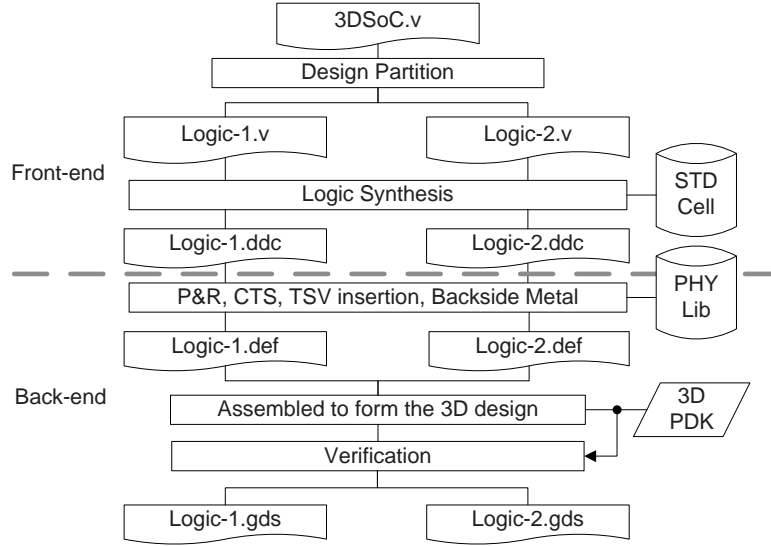 3DSoC.v
Design Partition
Logic-1.v
Logic-2.v
Front-end
Logic Synthesis
STD
Cell
Logic-1.ddc
Logic-2.ddc
P&R, CTS, TSV insertion, Backside Metal
PHY
Lib
Logic-1.def
Logic-2.def
Back-end
Assembled to form the 3D design
3D
PDK
Verification
Logic-1.gds
Logic-2.gds